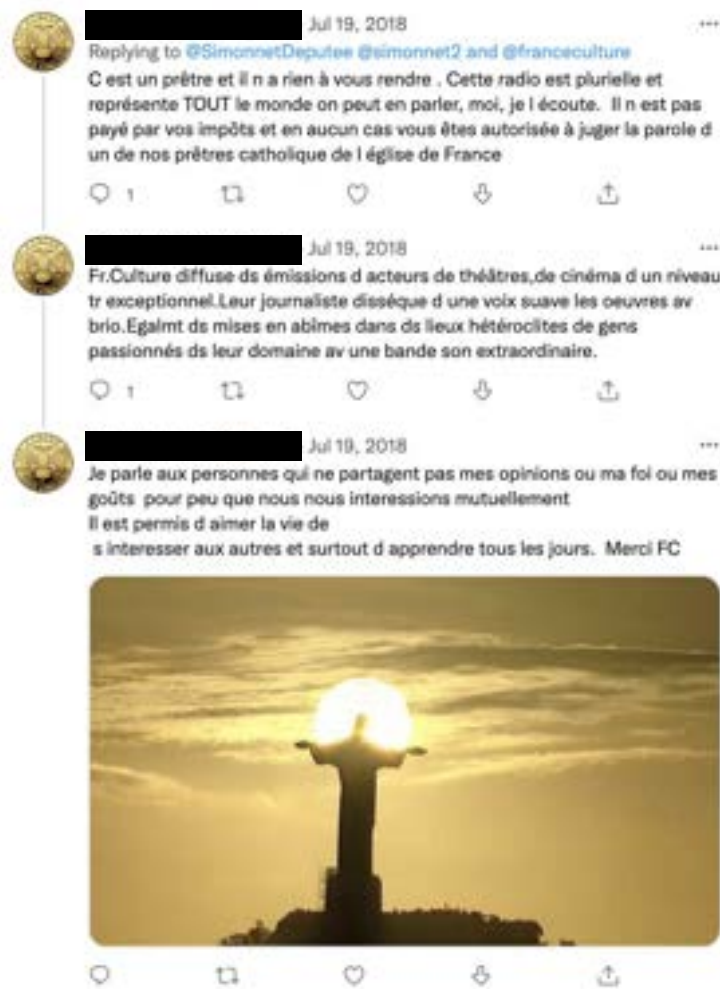 Jul 19, 2018
Replying to @SimonnetDeputee @simonnet2 and @franceculture
C est un prêtre et il n a rien à vous rendre . Cette radio est plurielle et
représente TOUT le monde on peut en parler, moi, je l écoute. Il n est pas
payé par vos impôts et en aucun cas vous êtes autorisée à juger la parole d
un de nos prêtres catholique de l église de France
1
Jul 19, 2018
Fr.Culture diffuse ds émissions d acteurs de théâtres,de cinéma d un niveau
tr exceptionnel.Leur journaliste disséque d une voix suave les oeuvres av
brio.Egalmt ds mises en abîmes dans ds lieux hétéroclites de gens
passionnés ds leur domaine av une bande son extraordinaire.
1
Jul 19, 2018
Je parle aux personnes qui ne partagent pas mes opinions ou ma foi ou mes
goûts pour peu que nous nous interessions mutuellement
Il est permis d aimer la vie de
s interesser aux autres et surtout d apprendre tous les jours. Merci FC